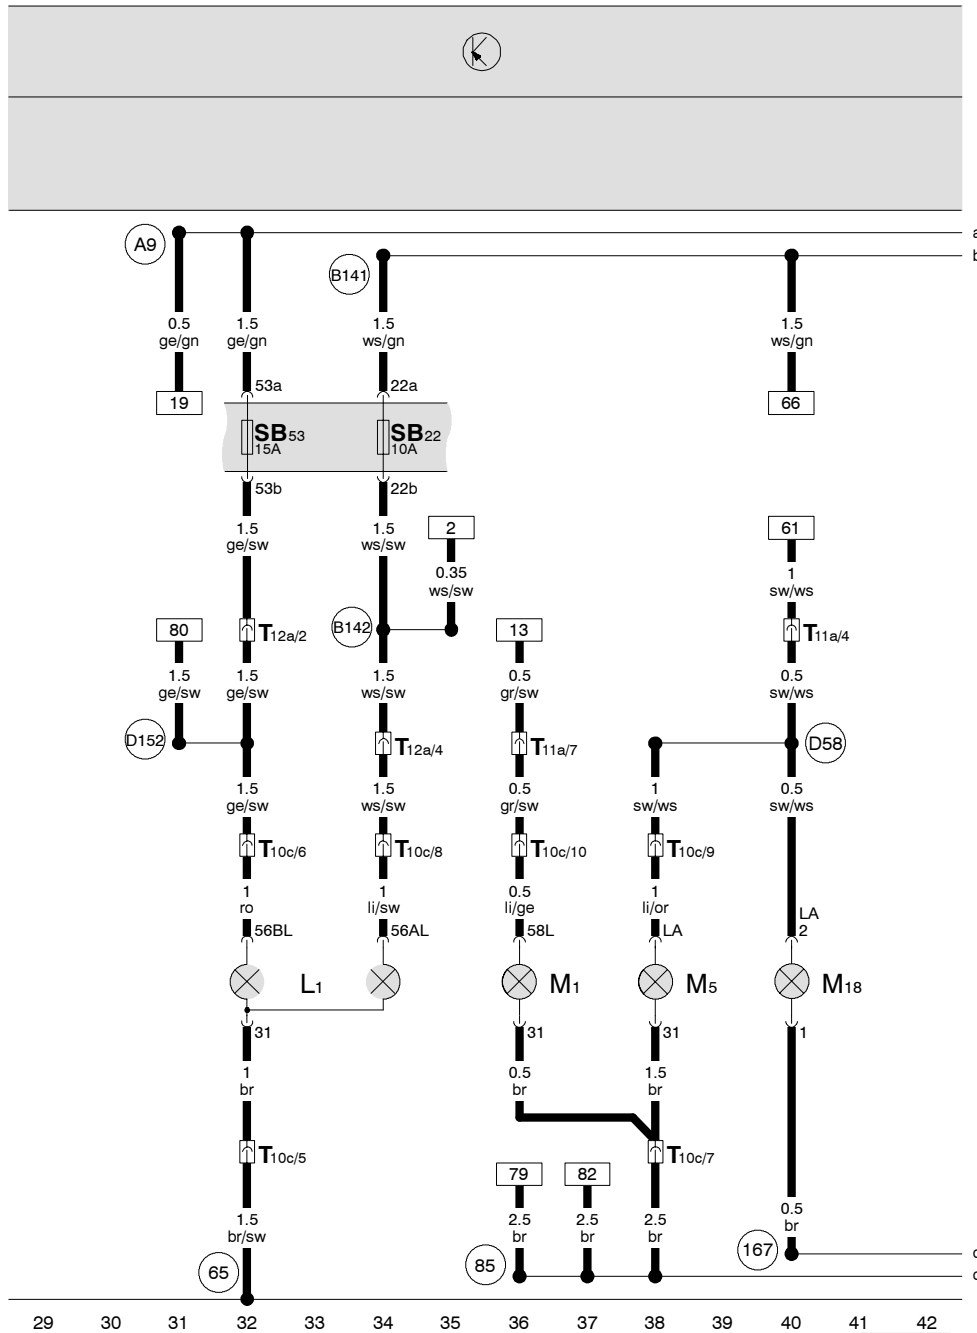 a
b
A9
B141
0.5
ge/gn
1.5
ge/gn
1.5
ws/gn
1.5
ws/gn
19
53a
22a
66
SB53
15A
SB22
10A
53b
22b
1.5
ge/sw
1.5
ws/sw
2
61
0.35
ws/sw
1
sw/ws
80
T12a/2
B142
13
T11a/4
1.5
ge/sw
1.5
ge/sw
1.5
ws/sw
0.5
gr/sw
0.5
sw/ws
D152
T12a/4
T11a/7
D58
1.5
ge/sw
1.5
ws/sw
0.5
gr/sw
1
sw/ws
0.5
sw/ws
T10c/6
T10c/8
T10c/10
T10c/9
1
ro
1
li/sw
0.5
li/ge
1
li/or
56BL
56AL
58L
LA
LA
2
L1
M1
M5
M18
31
31
31
1
1
br
0.5
br
1.5
br
T10c/5
T10c/7
79
82
1.5
br/sw
2.5
br
2.5
br
2.5
br
0.5
br
65
85
167
29 30 31 32 33 34 35 36 37 38 39 40 41 42